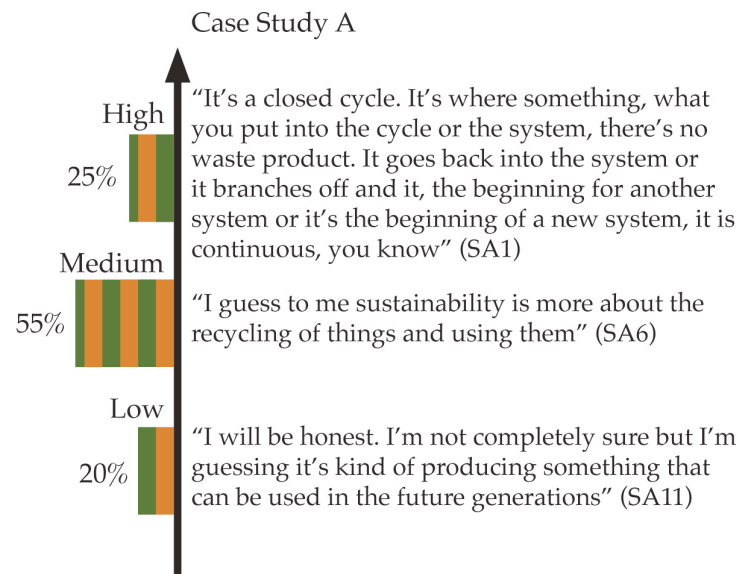 Case Study A
High
25%
“It’s a closed cycle. It’s where something, what
you put into the cycle or the system, there’s no
waste product. It goes back into the system or
it branches off and it, the beginning for another
system or it’s the beginning of a new system, it is
continuous, you know” (SA1)
Medium
55%
“I guess to me sustainability is more about the
recycling of things and using them” (SA6)
Low
20%
“I will be honest. I’m not completely sure but I’m
guessing it’s kind of producing something that
can be used in the future generations” (SA11)